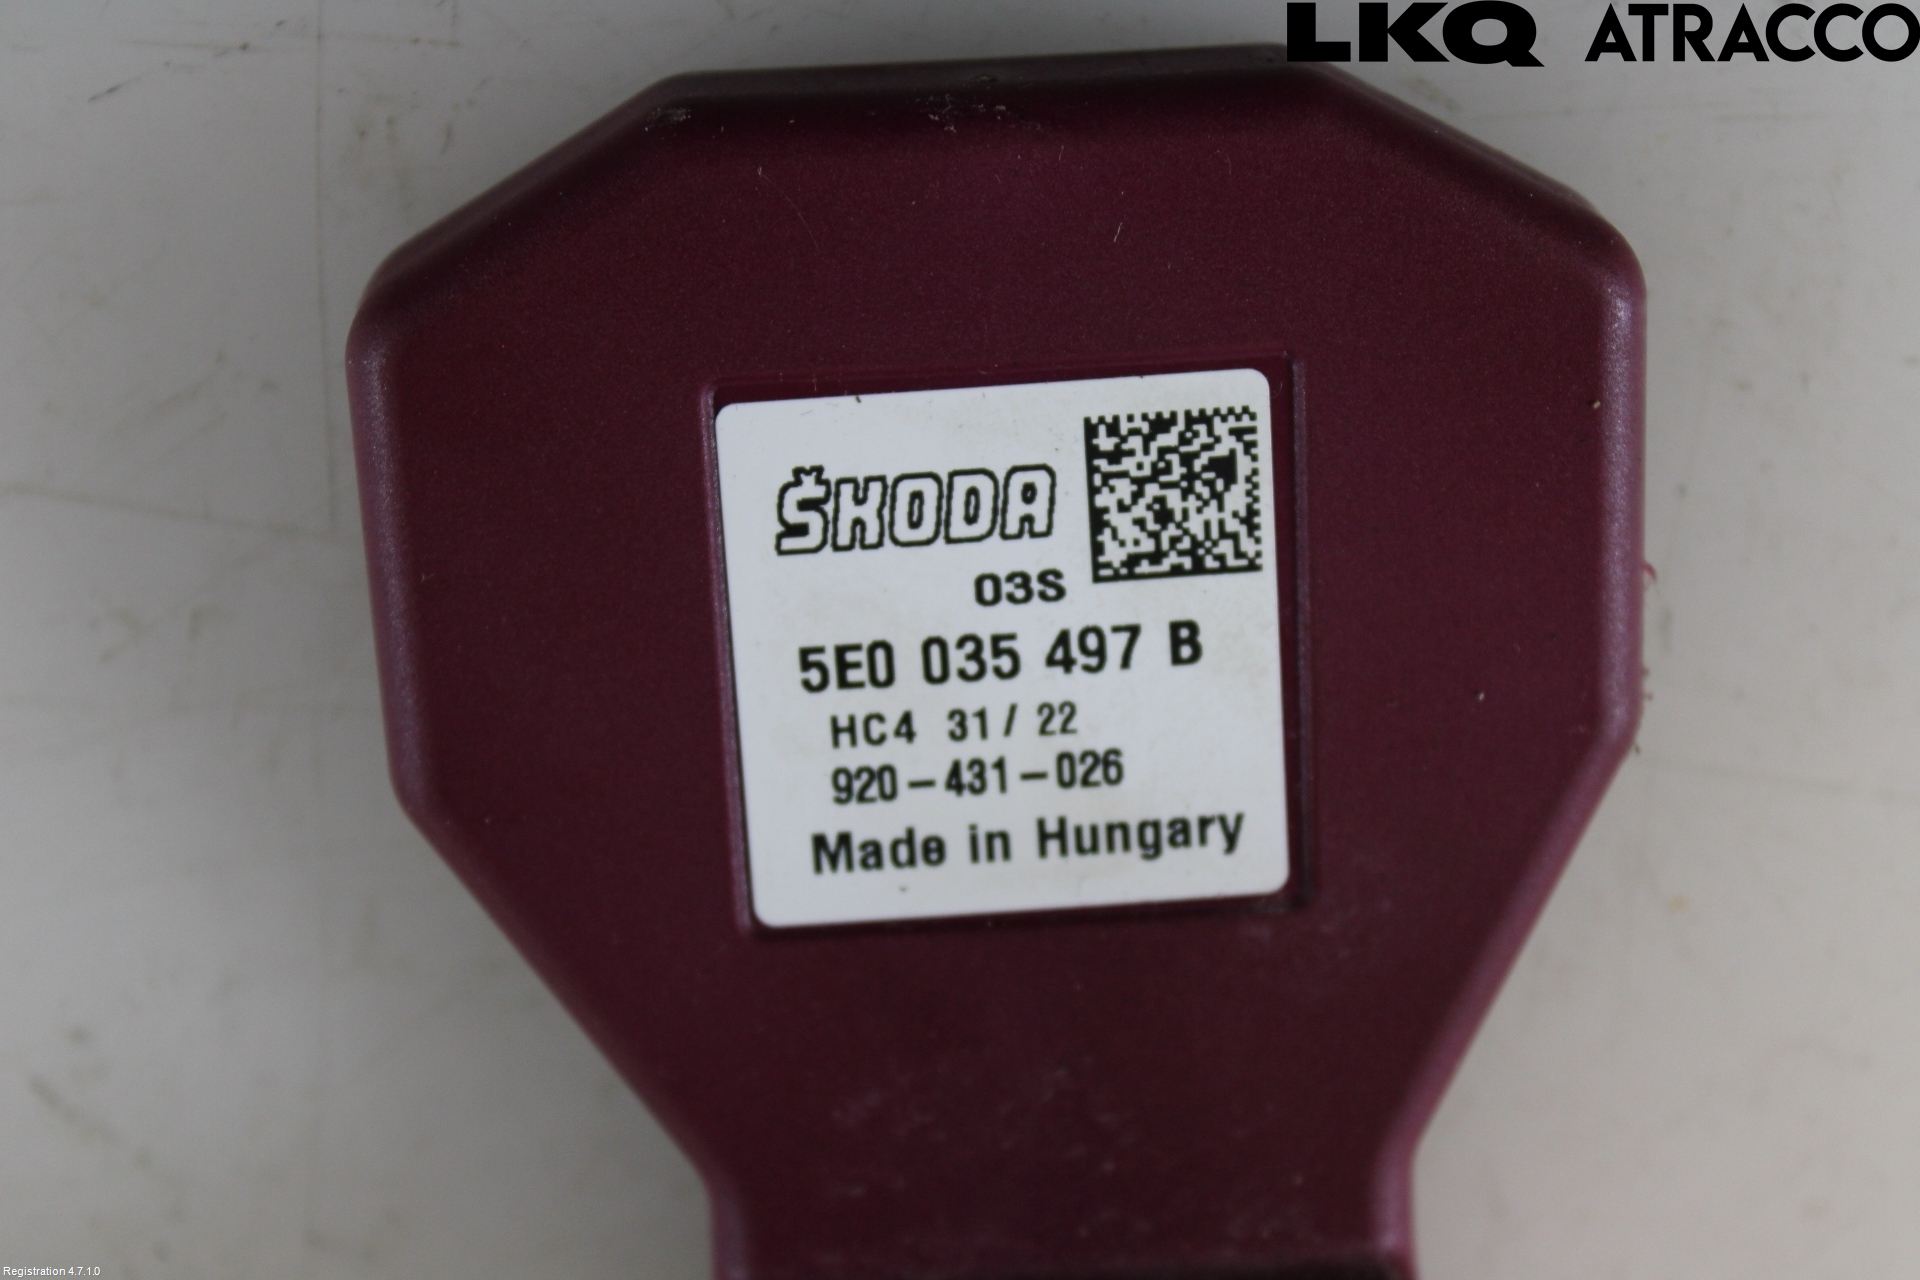 LKQ ATRACCO
ŠKODA
03S
5E0 035 497 B
HC4 31/ 22
920-431-026
Made in Hungary
Registration 4.7.1.0